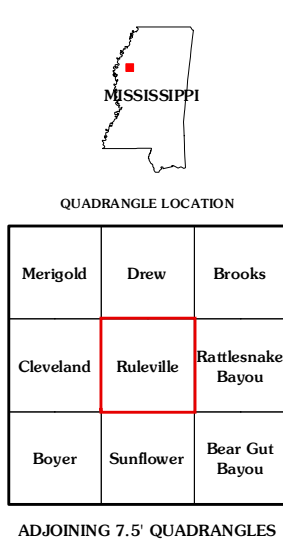 MISSISSIPPI
QUADRANGLE LOCATION
Merigold
Drew
Brooks
Cleveland
Ruleville
Rattlesnake
Bayou
Boyer
Sunflower
Bear Gut
Bayou
ADJOINING 7.5' QUADRANGLES